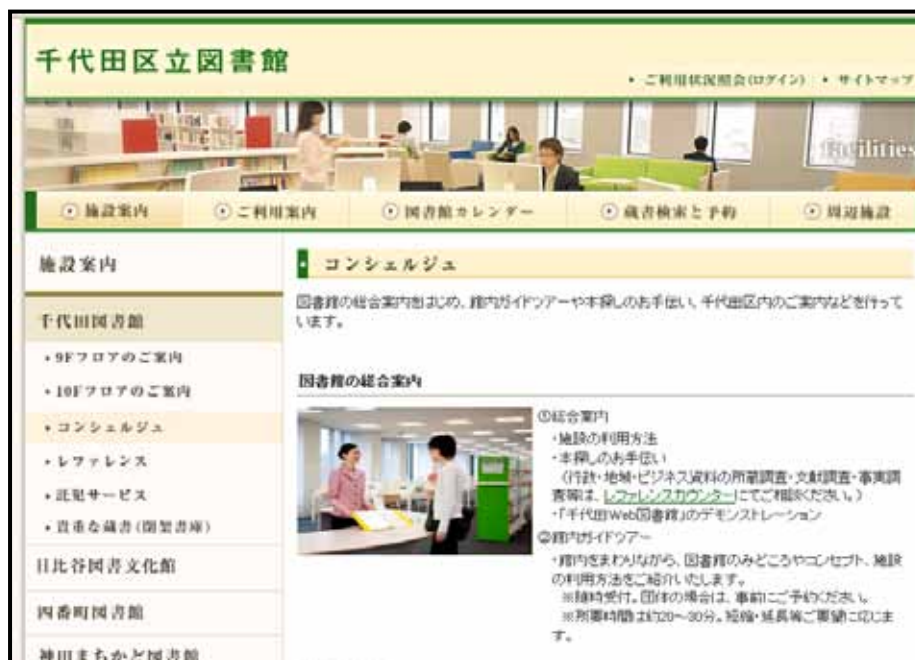 千代田区立図書館
・ご利用状況照会(ログイン) ・サイトマップ
facilities
施設案内
ご利用案内
図書館カレンダー
蔵書検索と予約
周辺施設
施設案内
千代田図書館
・9Fフロアのご案内
・10Fフロアのご案内
・コンシェルジュ
・レファレンス
・託児サービス
・貴重な蔵書(閉架書庫)
日比谷図書文化館
四番町図書館
神田まちかど図書館
コンシェルジュ
図書館の総合案内をはじめ、館内ガイドツアーや本探しのお手伝い、千代田区内のご案内などを行って
います。
図書館の総合案内
①総合案内
・施設の利用方法
・本探しのお手伝い
(行政・地域・ビジネス資料の所蔵調査・文献調査・事実調
査等は、レファレンスカウンターにてご相談ください。)
・「千代田Web図書館」のデモンストレーション
②館内ガイドツアー
・館内をまわりながら、図書館のみどころやコンセプト、施設
の利用方法をご紹介いたします。
※随時受付。団体の場合は、事前にご予約ください。
※所要時間は約20~30分。短縮・延長等ご要望に応じま
す。